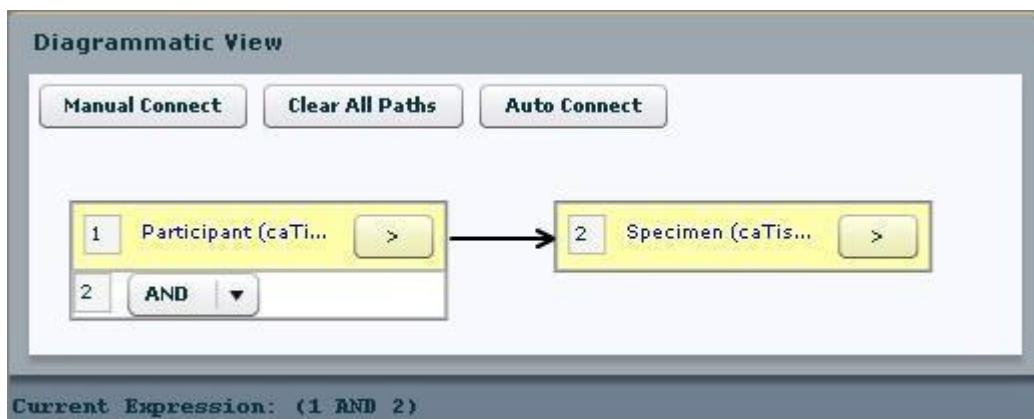 Diagrammatic View
Manual Connect Clear All Paths Auto Connect
1 Participant (caTi... > 2 Specimen (caTis... >
2 AND
Current Expression: (1 AND 2)